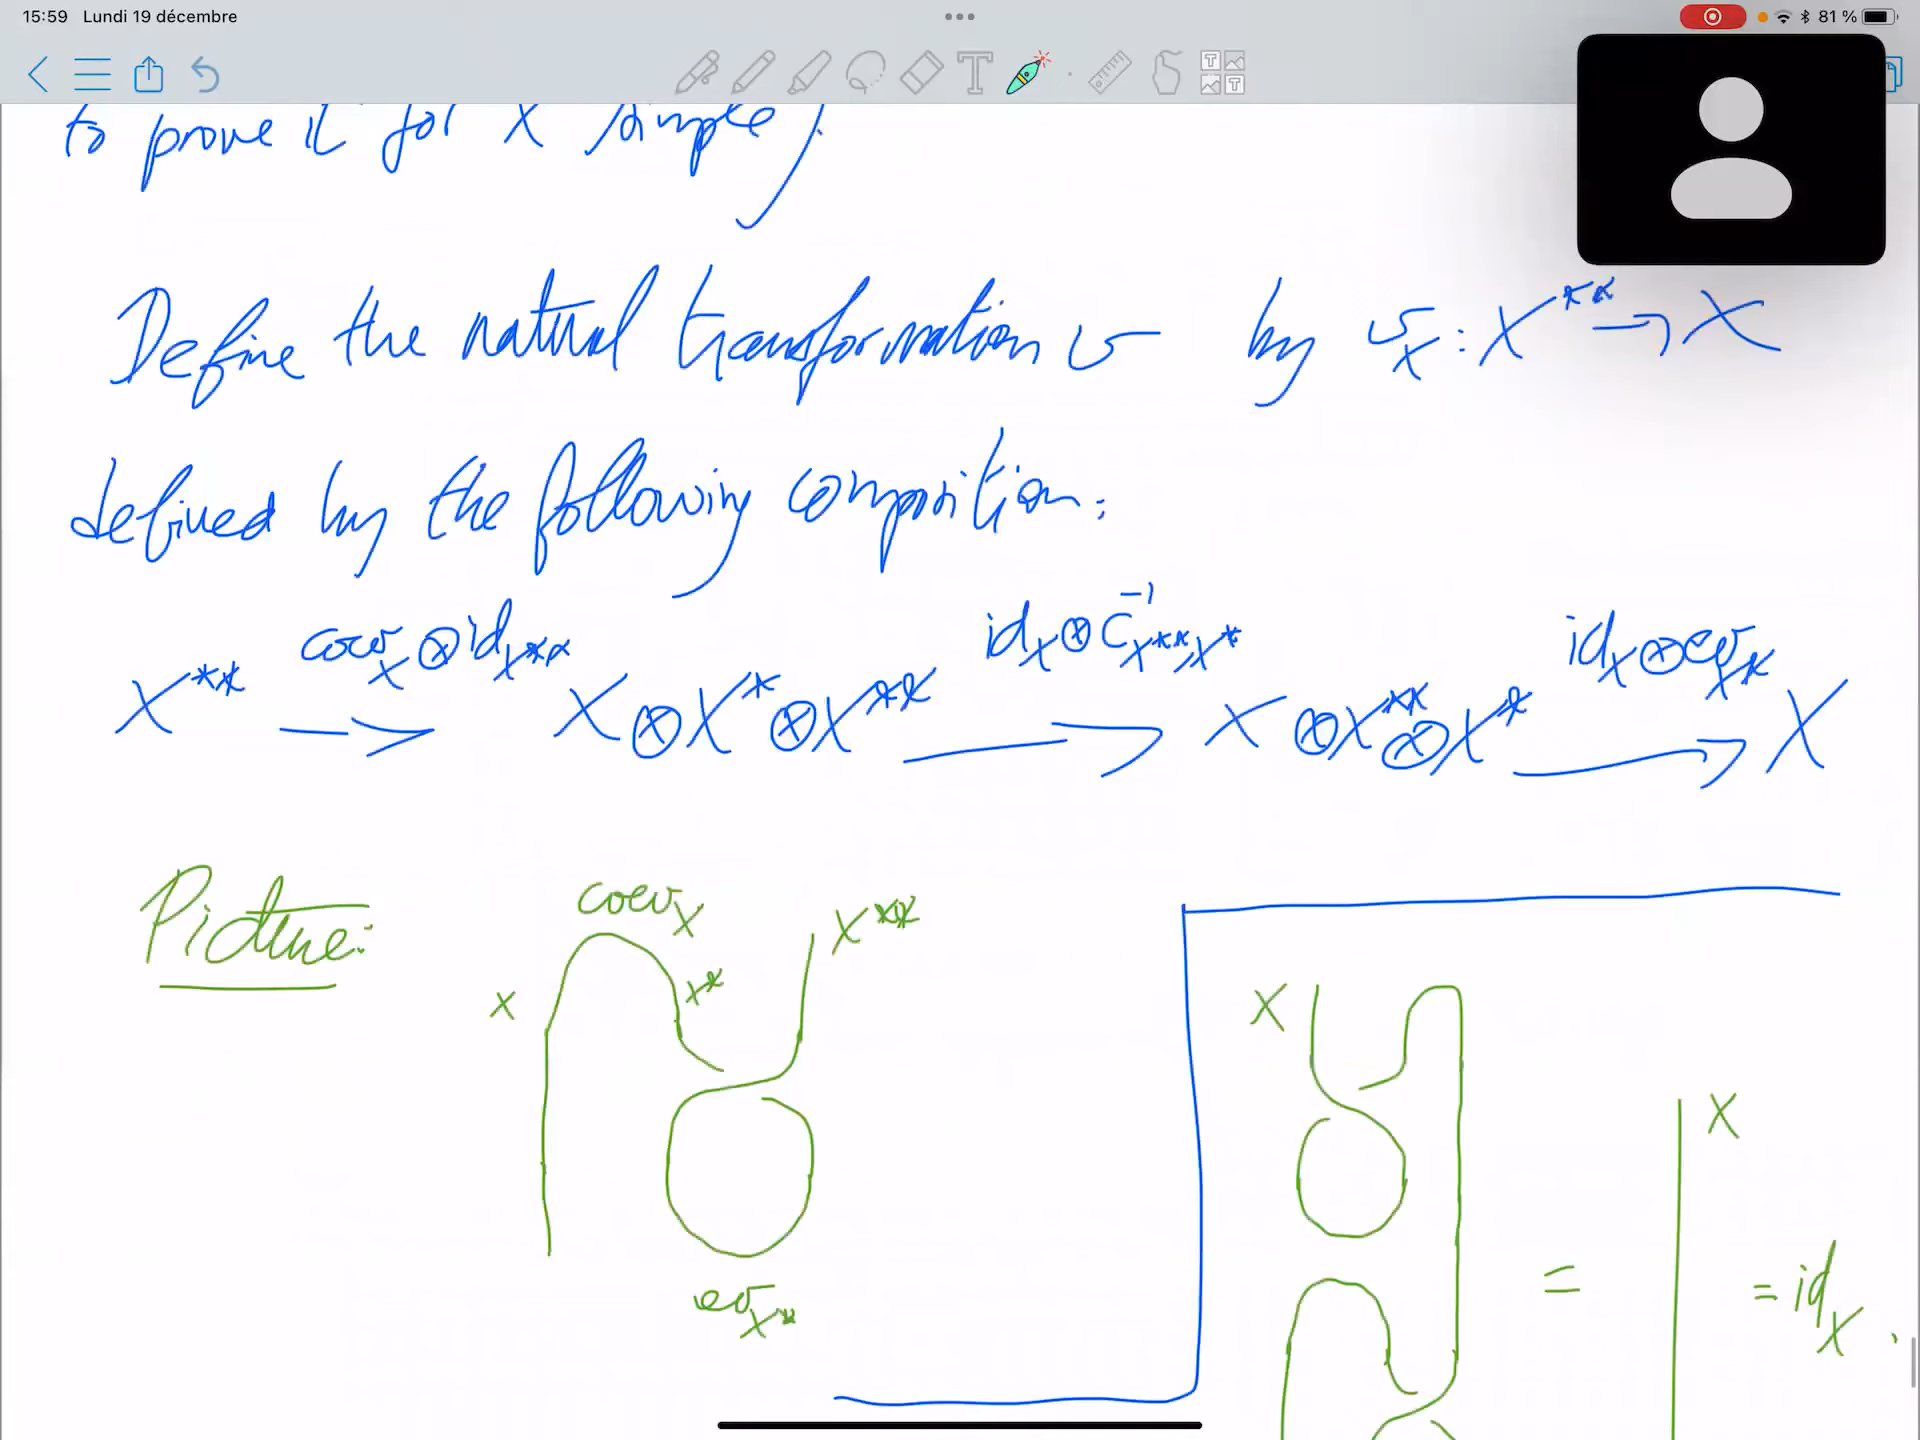 15:59 Lundi 19 décembre
81 %
to prove it for X simple).
Define the natural transformation v by v_X : X** → X
defined by the following composition:
coev_X ⊗ id_X** id_X ⊗ c⁻¹_X**,X* id_X ⊗ ev_X*
X** → X ⊗ X* ⊗ X** → X ⊗ X** ⊗ X* → X
Picture:
coev_X
X X* X**
ev_X*
X
= X
= id_X.